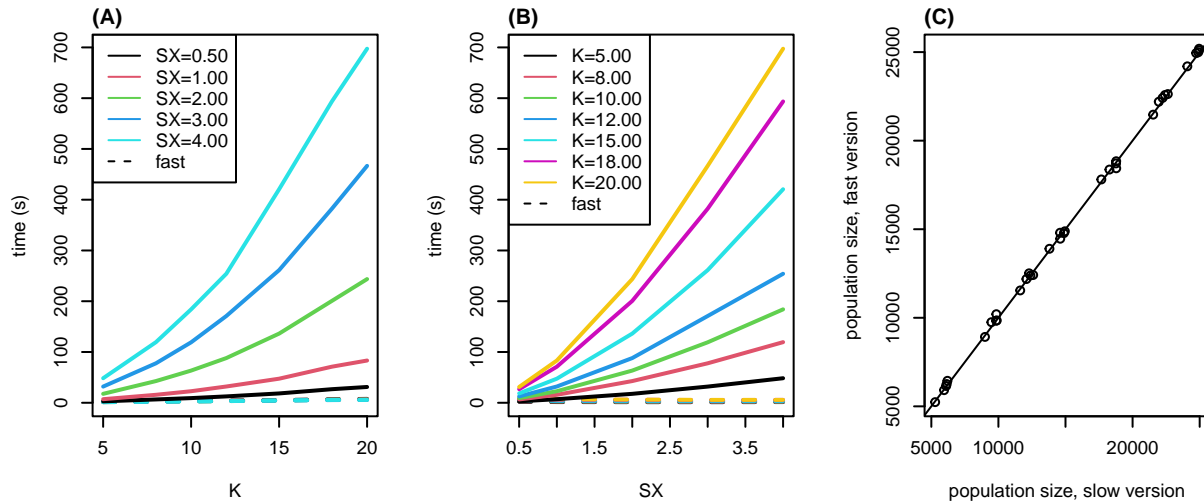 (A)
700
600
500
400
300
200
100
0
time (s)
SX=0.50
SX=1.00
SX=2.00
SX=3.00
SX=4.00
fast
5 10 15 20
K
(B)
700
600
500
400
300
200
100
0
time (s)
K=5.00
K=8.00
K=10.00
K=12.00
K=15.00
K=18.00
K=20.00
fast
0.5 1.5 2.5 3.5
SX
(C)
25000
20000
15000
10000
5000
population size, fast version
5000 10000 20000
population size, slow version